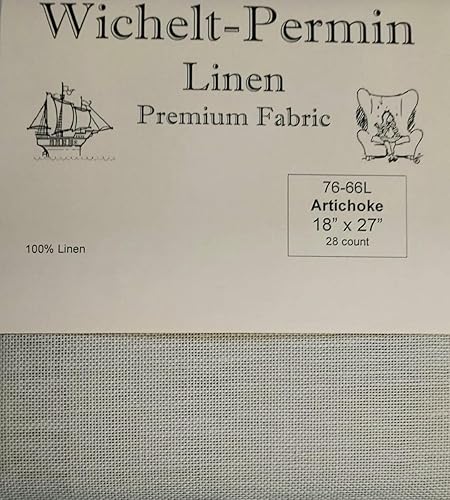 Wichelt-Permin
Linen
Premium Fabric
76-66L
Artichoke
18” x 27”
28 count
100% Linen